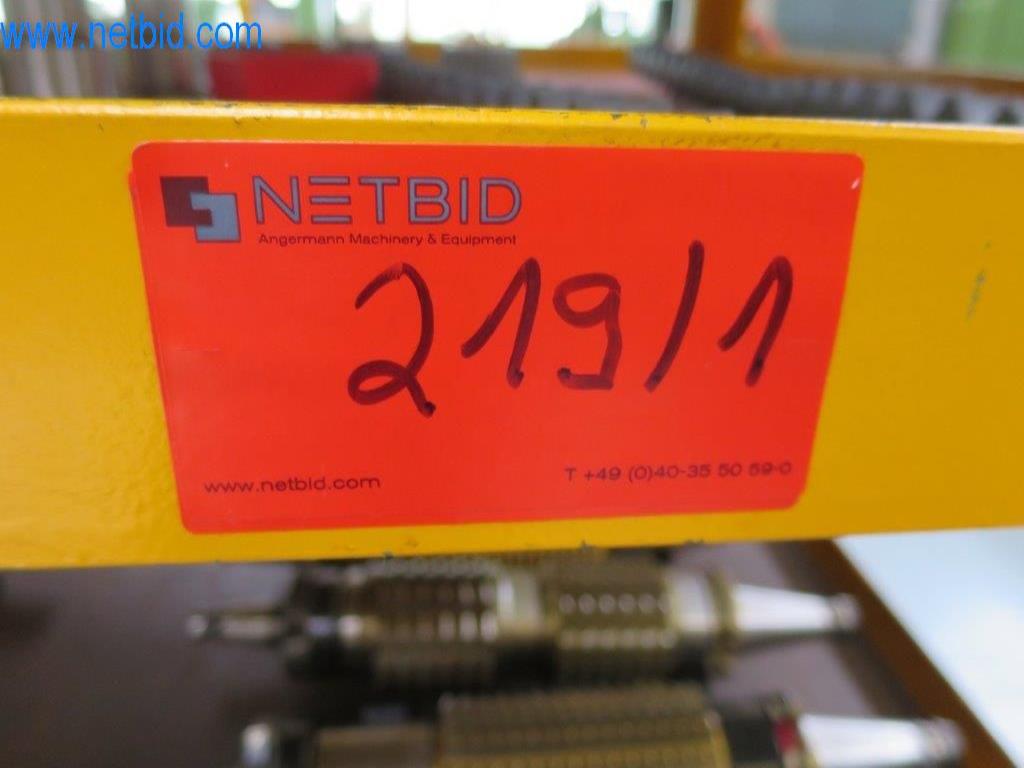 www.netbid.com
NETBID
Angermann Machinery & Equipment
219/1
www.netbid.com
T +49 (0)40-35 50 59-0